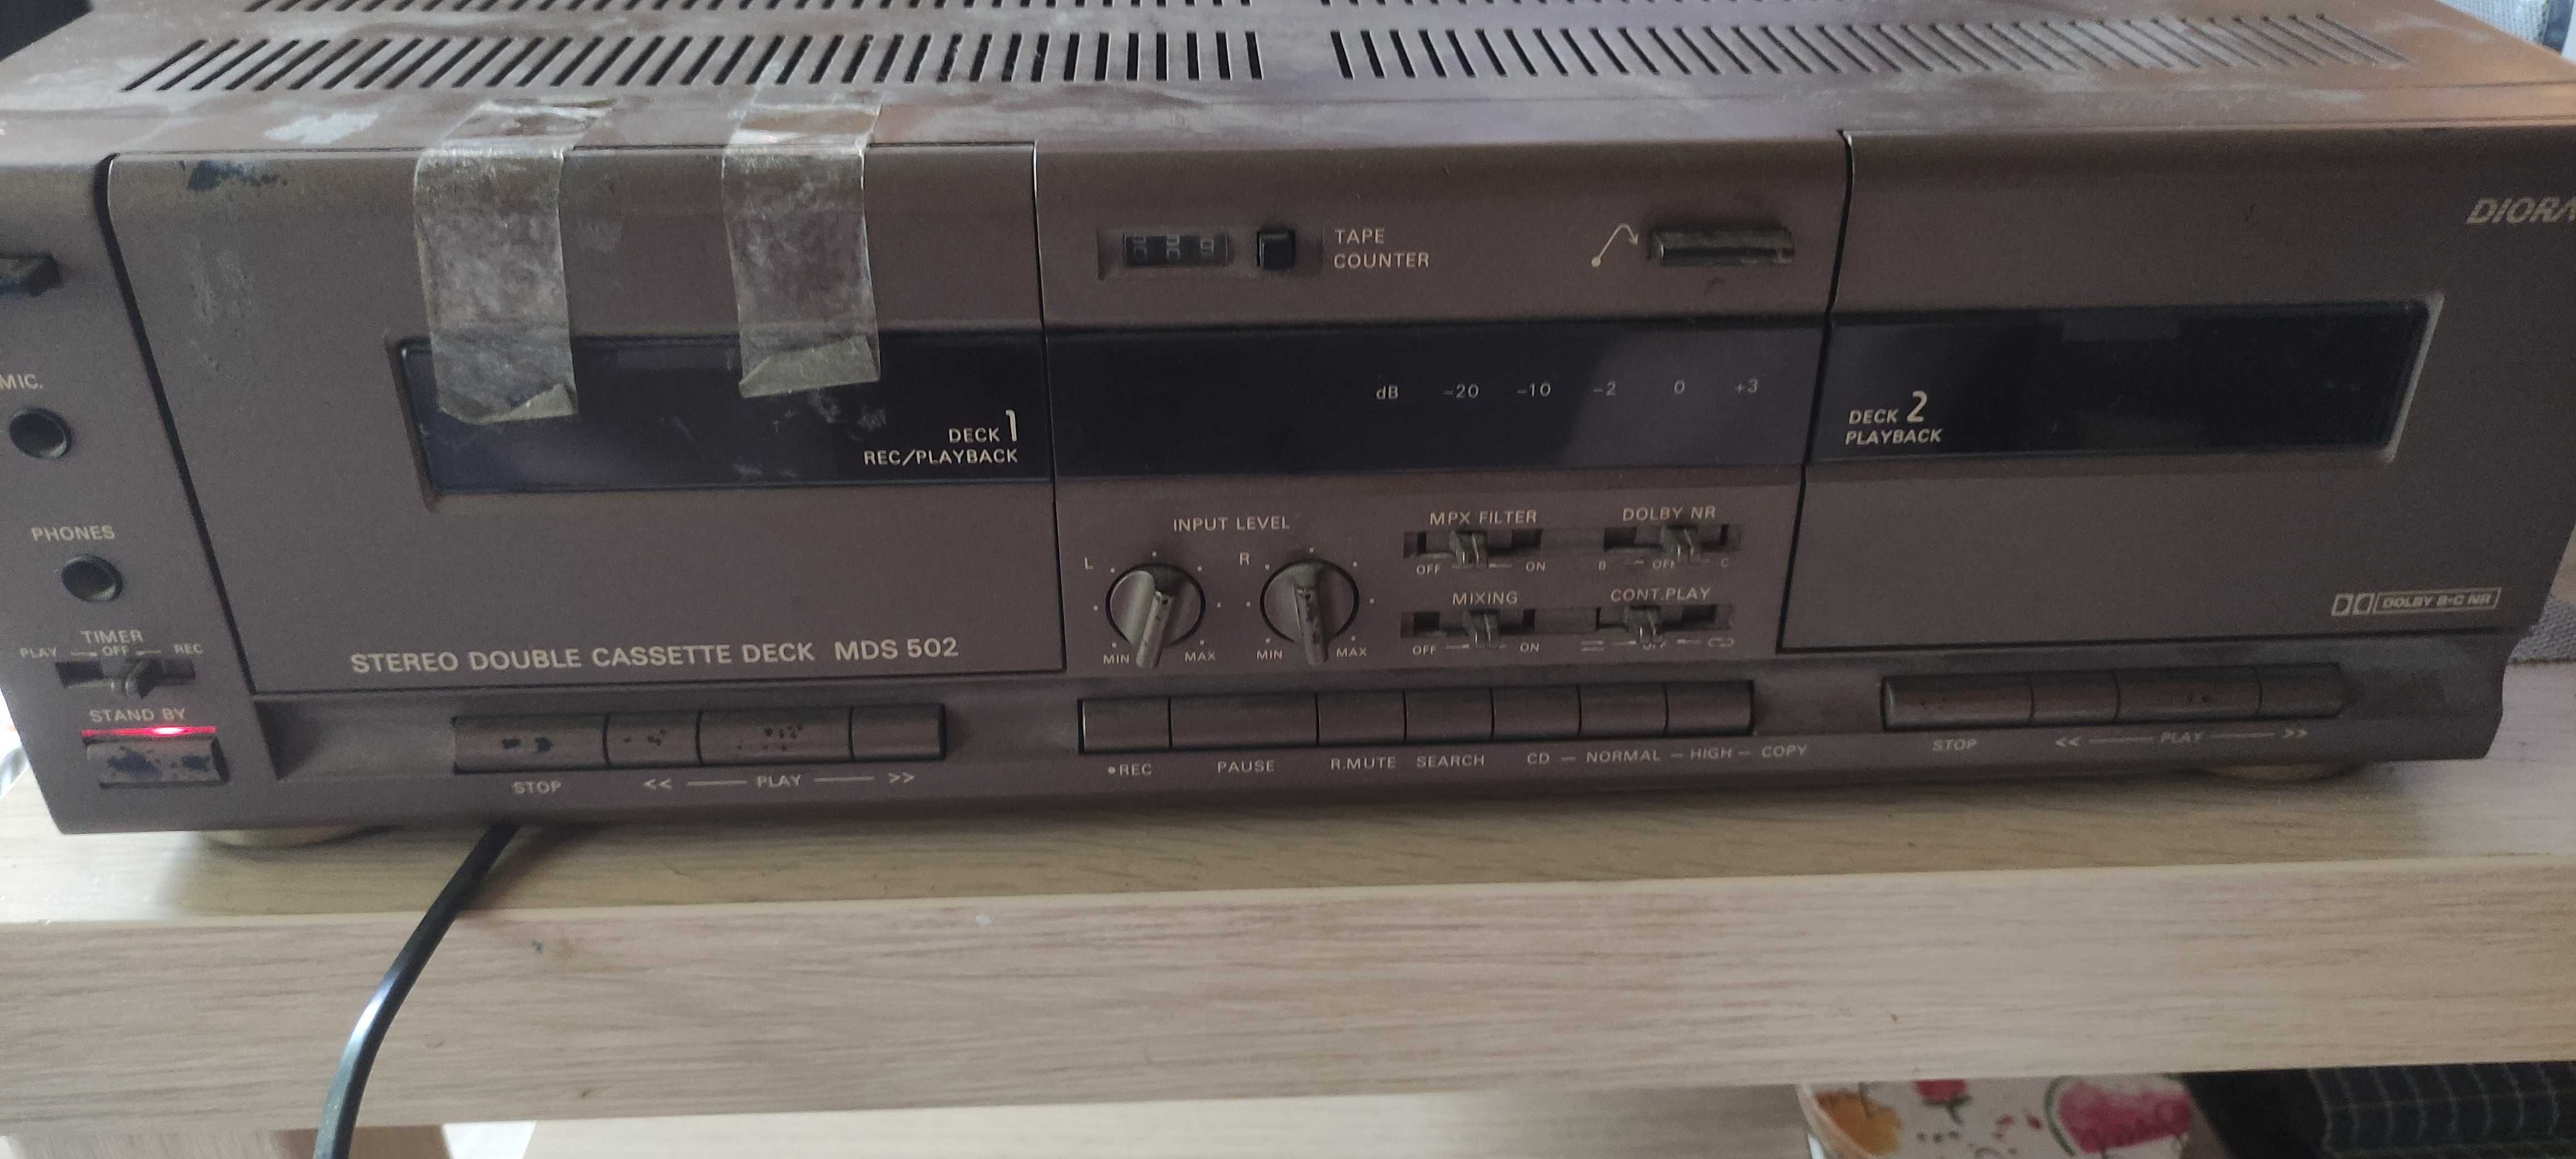 TAPE
COUNTER
DIORA
MIC.
dB -20 -10 -2 0 +3
DECK 1
REC/PLAYBACK
DECK 2
PLAYBACK
PHONES
INPUT LEVEL
L
R
MIN MAX
MIN MAX
MPX FILTER
OFF ON
DOLBY NR
B OFF C
MIXING
OFF ON
CONT.PLAY
OFF
DOLBY B-C NR
TIMER
PLAY OFF REC
STEREO DOUBLE CASSETTE DECK MDS 502
STAND BY
STOP << PLAY >>
•REC PAUSE R.MUTE SEARCH CD — NORMAL — HIGH — COPY
STOP << PLAY >>